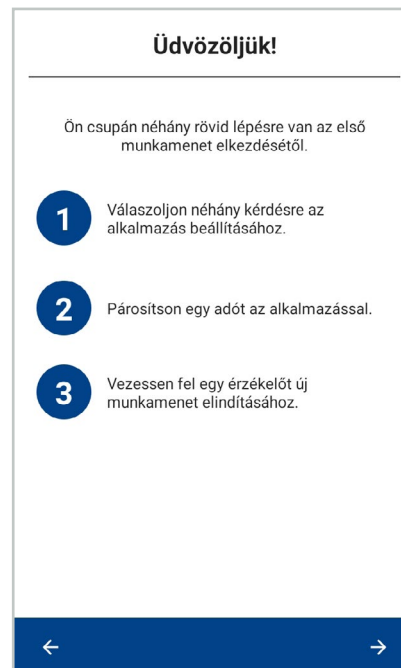 Üdvözöljük!
Ön csupán néhány rövid lépésre van az első
munkamenet elkezdésétől.
1
Válaszoljon néhány kérdésre az
alkalmazás beállításához.
2
Párosítson egy adót az alkalmazással.
3
Vezessen fel egy érzékelőt új
munkamenet elindításához.